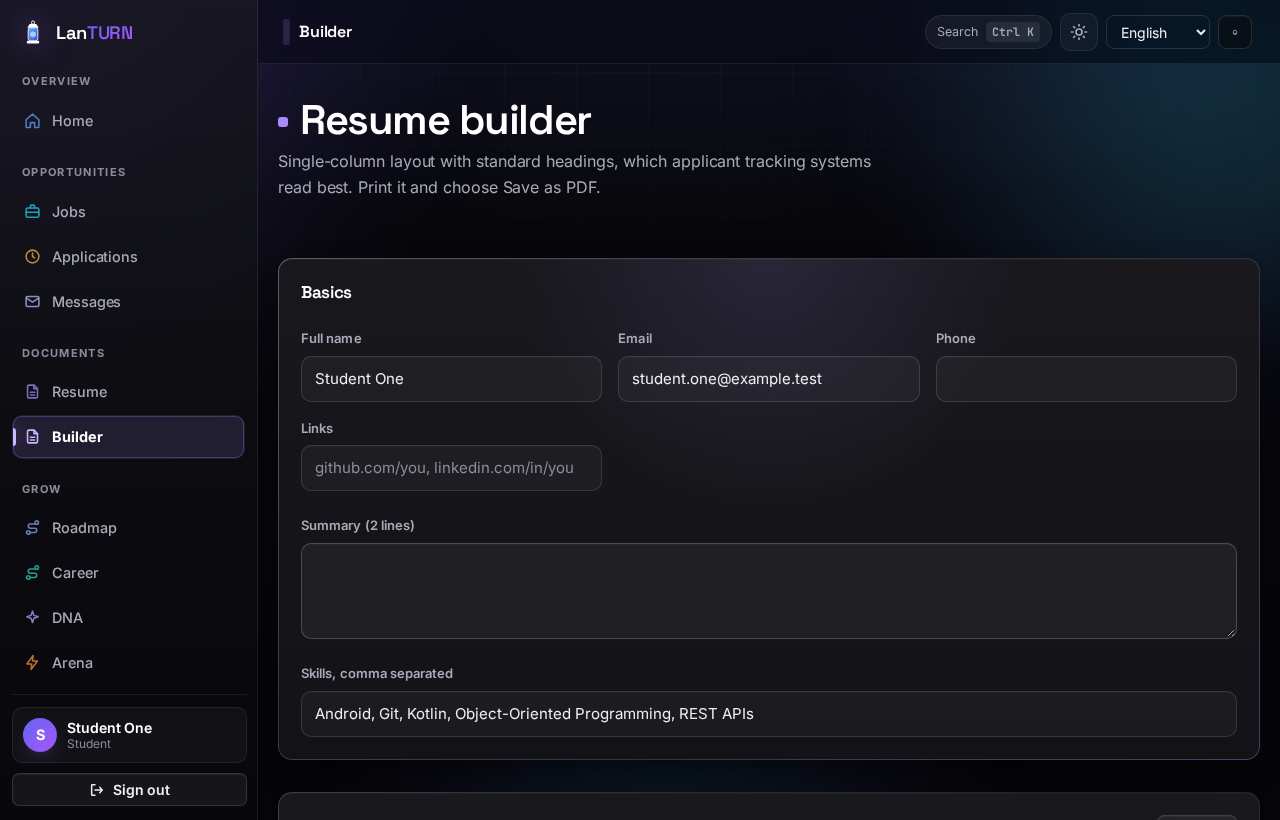 LanTURN
OVERVIEW
Home
OPPORTUNITIES
Jobs
Applications
Messages
DOCUMENTS
Resume
Builder
GROW
Roadmap
Career
DNA
Arena
S
Student One
Student
Sign out
Builder
Search Ctrl K
English
Resume builder
Single-column layout with standard headings, which applicant tracking systems
read best. Print it and choose Save as PDF.
Basics
Full name Email Phone
Student One student.one@example.test
Links
github.com/you, linkedin.com/in/you
Summary (2 lines)
Skills, comma separated
Android, Git, Kotlin, Object-Oriented Programming, REST APIs